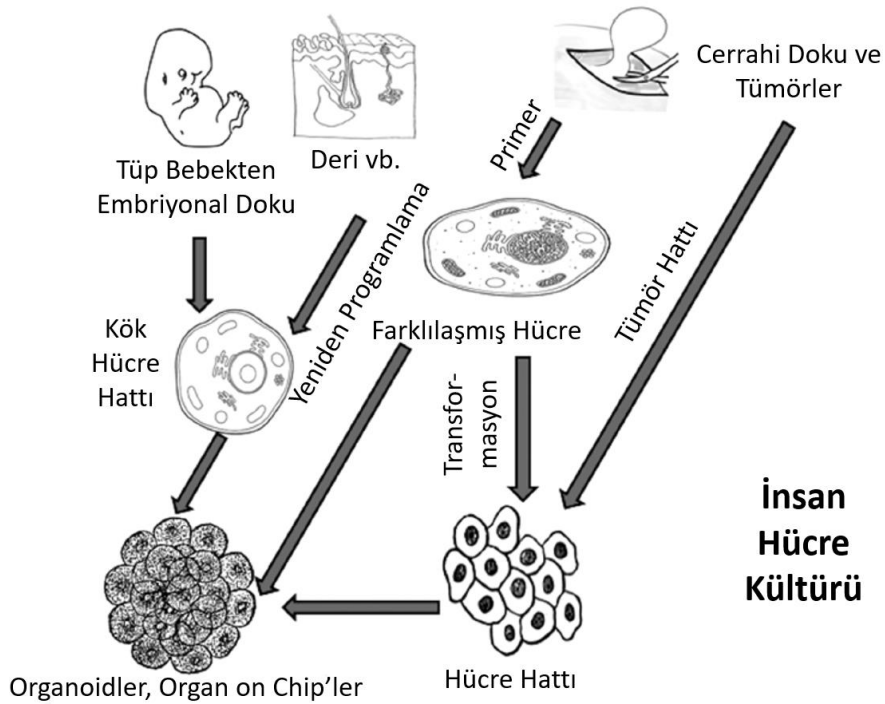 Cerrahi Doku ve
Tümörler
Primer
Deri vb.
Tüp Bebekten
Embriyonal Doku
Yeniden Programlama
Tümör Hattı
Kök
Hücre
Hattı
Farklılaşmış Hücre
Transfor-
masyon
İnsan
Hücre
Kültürü
Organoidler, Organ on Chip’ler
Hücre Hattı